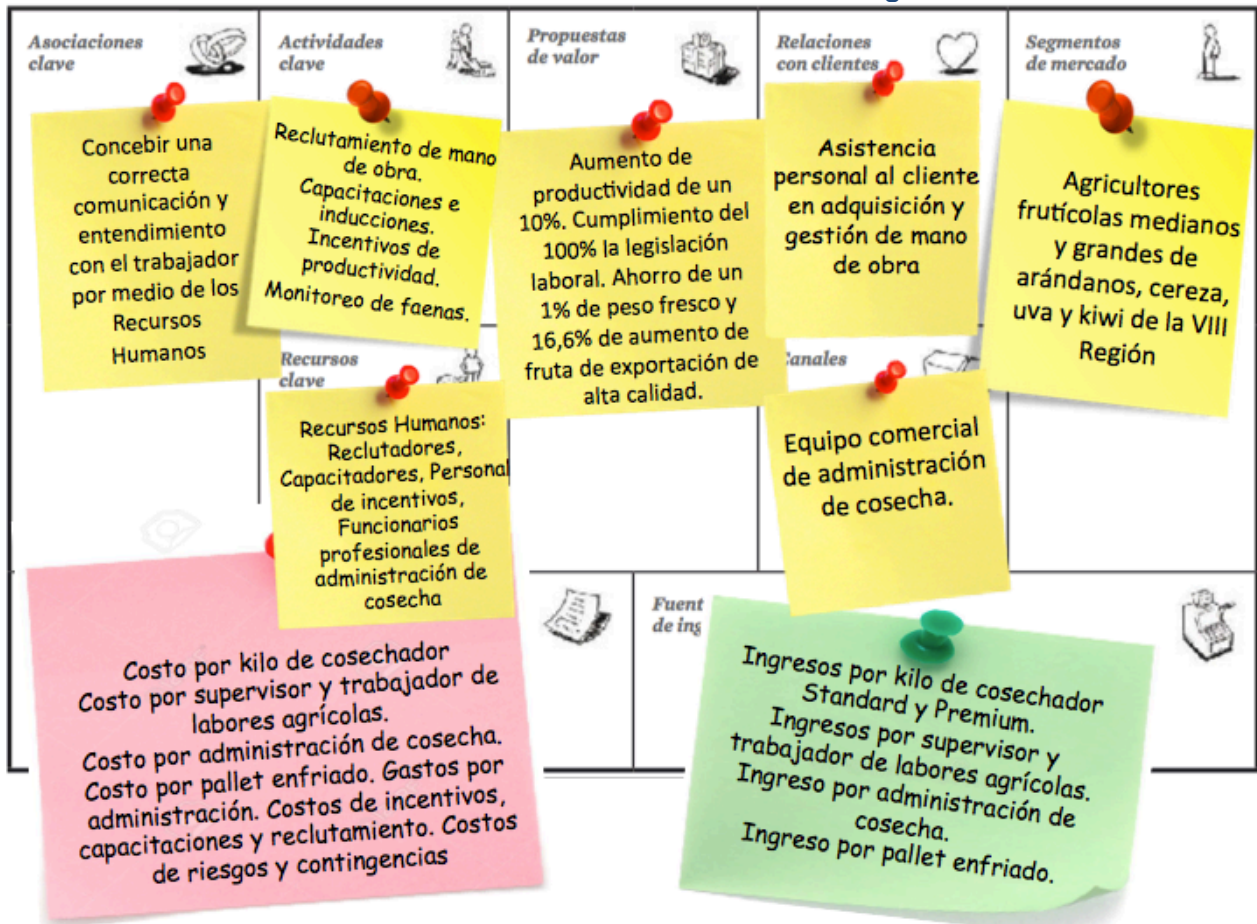 Asociaciones
clave
Concebir una
correcta
comunicación y
entendimiento
con el trabajador
por medio de los
Recursos
Humanos
Actividades
clave
Reclutamiento de mano
de obra.
Capacitaciones e
inducciones.
Incentivos de
productividad.
Monitoreo de faenas.
Recursos
clave
Recursos Humanos:
Reclutadores,
Capacitadores, Personal
de incentivos,
Funcionarios
profesionales de
administración de
cosecha
Propuestas
de valor
Aumento de
productividad de un
10%. Cumplimiento del
100% la legislación
laboral. Ahorro de un
1% de peso fresco y
16,6% de aumento de
fruta de exportación de
alta calidad.
Relaciones
con clientes
Asistencia
personal al cliente
en adquisición y
gestión de mano
de obra
anales
Equipo comercial
de administración
de cosecha.
Segmentos
de mercado
Agricultores
frutícolas medianos
y grandes de
arándanos, cereza,
uva y kiwi de la VIII
Región
Costo por kilo de cosechador
Costo por supervisor y trabajador de
labores agrícolas.
Costo por administración de cosecha.
Costo por pallet enfriado. Gastos por
administración. Costos de incentivos,
capacitaciones y reclutamiento. Costos
de riesgos y contingencias
Fuent
de ing
Ingresos por kilo de cosechador
Standard y Premium.
Ingresos por supervisor y
trabajador de labores agrícolas.
Ingreso por administración de
cosecha.
Ingreso por pallet enfriado.